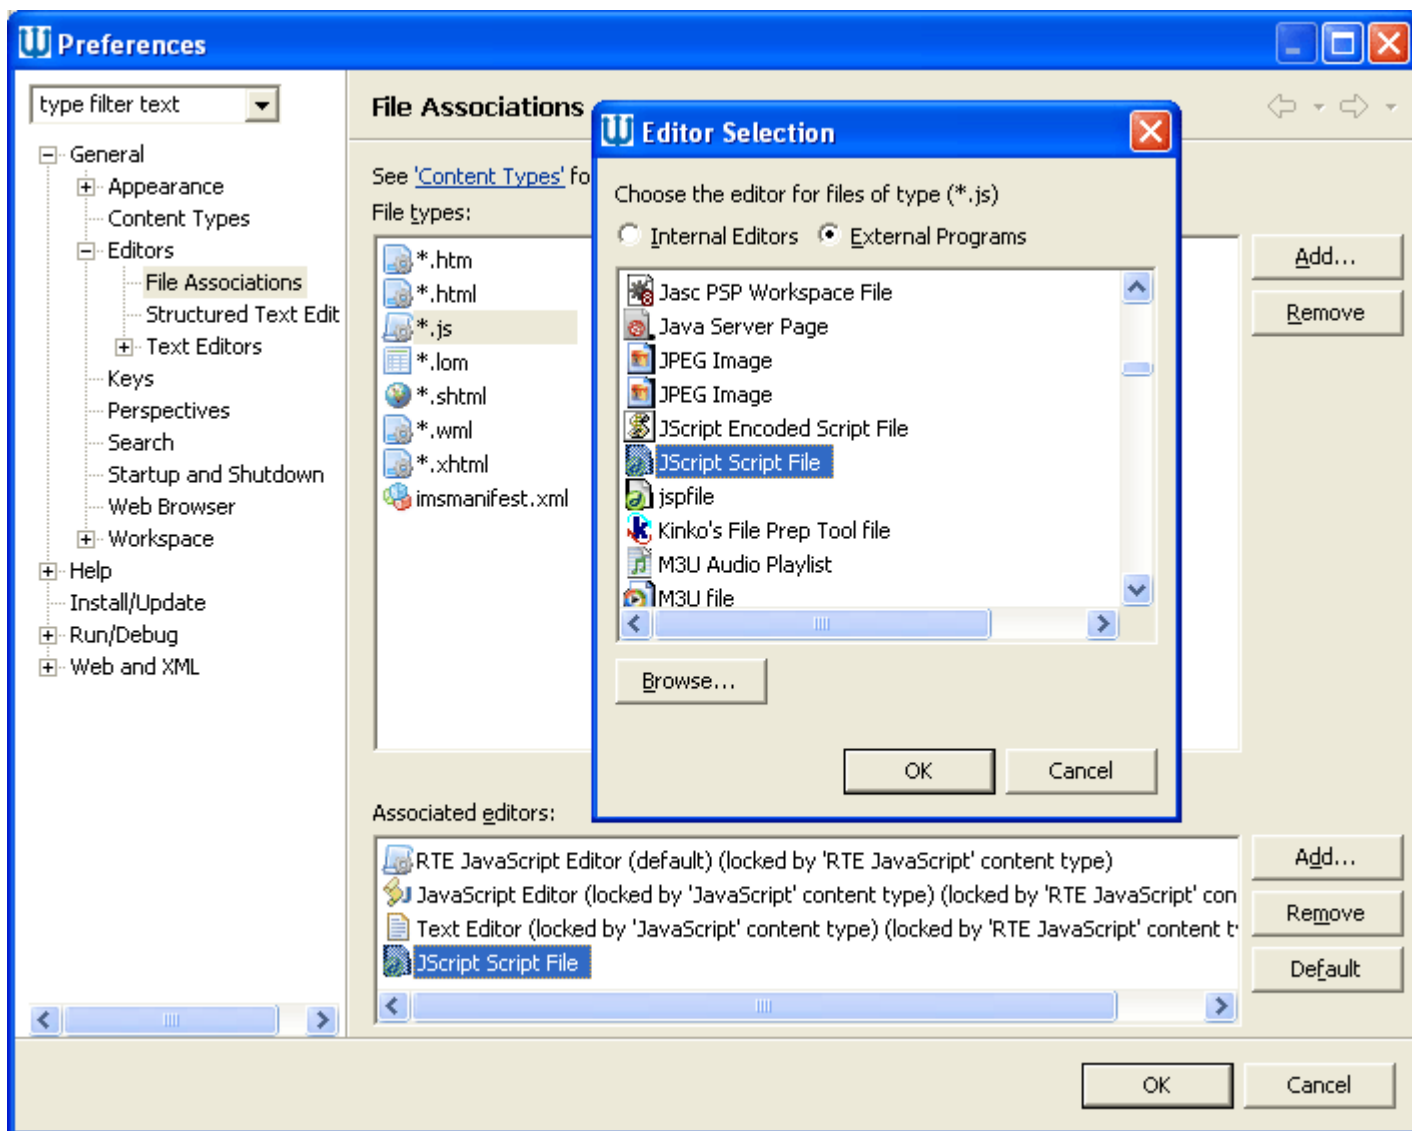 Preferences
type filter text
General
Appearance
Content Types
Editors
File Associations
Structured Text Edit
Text Editors
Keys
Perspectives
Search
Startup and Shutdown
Web Browser
Workspace
Help
Install/Update
Run/Debug
Web and XML
File Associations
See 'Content Types' fo
File types:
*.htm
*.html
*.js
*.lom
*.shtml
*.wml
*.xhtml
imsmanifest.xml
Add...
Remove
Editor Selection
Choose the editor for files of type (*.js)
Internal Editors External Programs
Jasc PSP Workspace File
Java Server Page
JPEG Image
JPEG Image
JScript Encoded Script File
JScript Script File
jspfile
Kinko's File Prep Tool file
M3U Audio Playlist
M3U file
Browse...
OK Cancel
Associated editors:
RTE JavaScript Editor (default) (locked by 'RTE JavaScript' content type)
JavaScript Editor (locked by 'JavaScript' content type) (locked by 'RTE JavaScript' con
Text Editor (locked by 'JavaScript' content type) (locked by 'RTE JavaScript' content t
JScript Script File
Add...
Remove
Default
OK Cancel